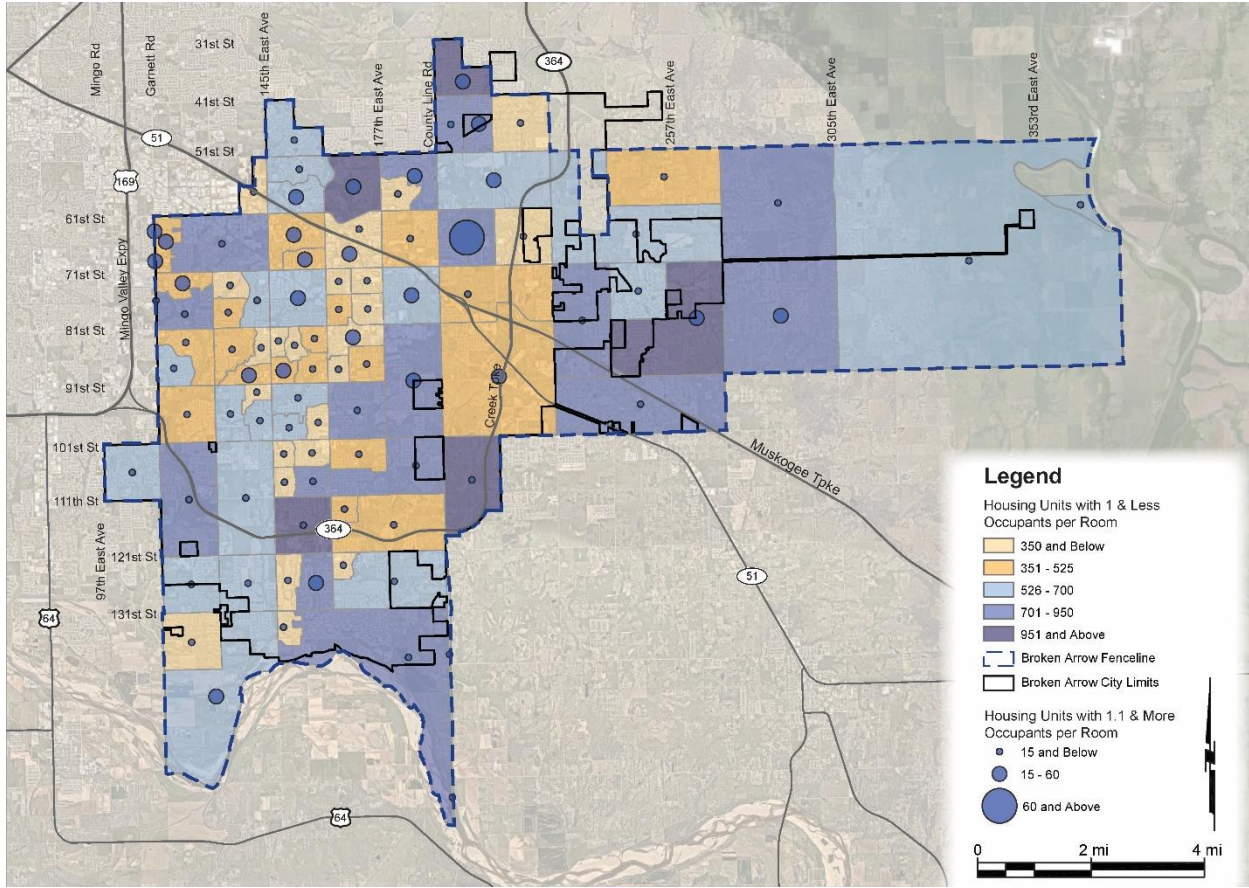 31st St
41st St
51st St
61st St
71st St
81st St
91st St
101st St
111th St
121st St
131st St
Mingo Rd
Garnett Rd
145th East Ave
177th East Ave
County Line Rd
257th East Ave
305th East Ave
353rd East Ave
Mingo Valley Expy
97th East Ave
Creek Tpke
Muskogee Tpke
364
51
169
364
51
64
64
Legend
Housing Units with 1 & Less
Occupants per Room
350 and Below
351 - 525
526 - 700
701 - 950
951 and Above
Broken Arrow Fenceline
Broken Arrow City Limits
Housing Units with 1.1 & More
Occupants per Room
15 and Below
15 - 60
60 and Above
0 2 mi 4 mi